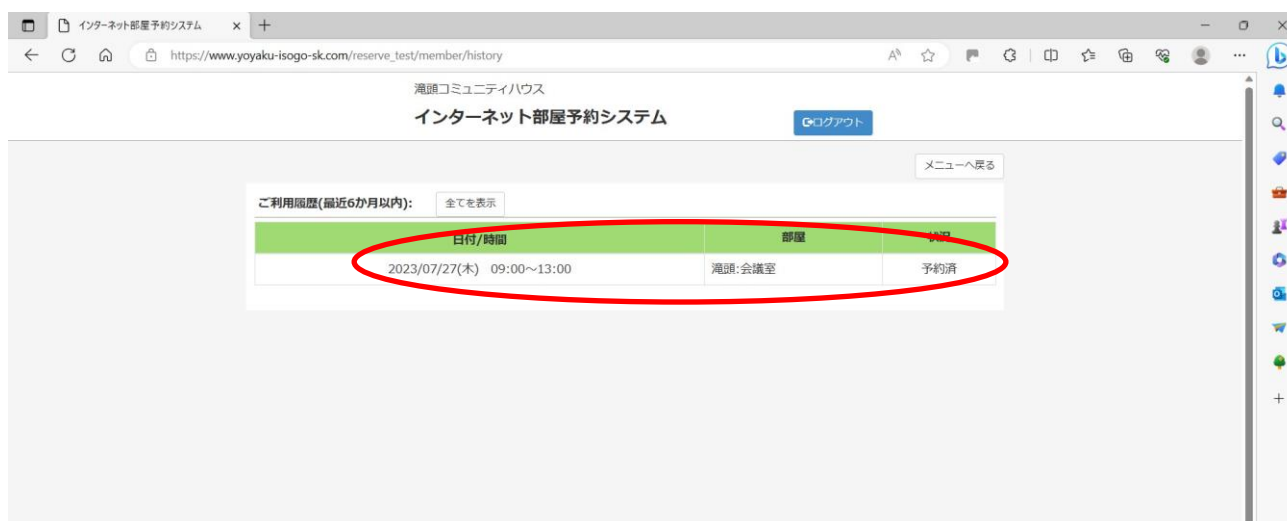 インターネット部屋予約システム
https://www.yoyaku-isogo-sk.com/reserve_test/member/history
滝頭コミュニティハウス
インターネット部屋予約システム
ログアウト
メニューへ戻る
ご利用履歴(最近6か月以内): 全てを表示
日付/時間 部屋 状況
2023/07/27(木) 09:00～13:00 滝頭:会議室 予約済